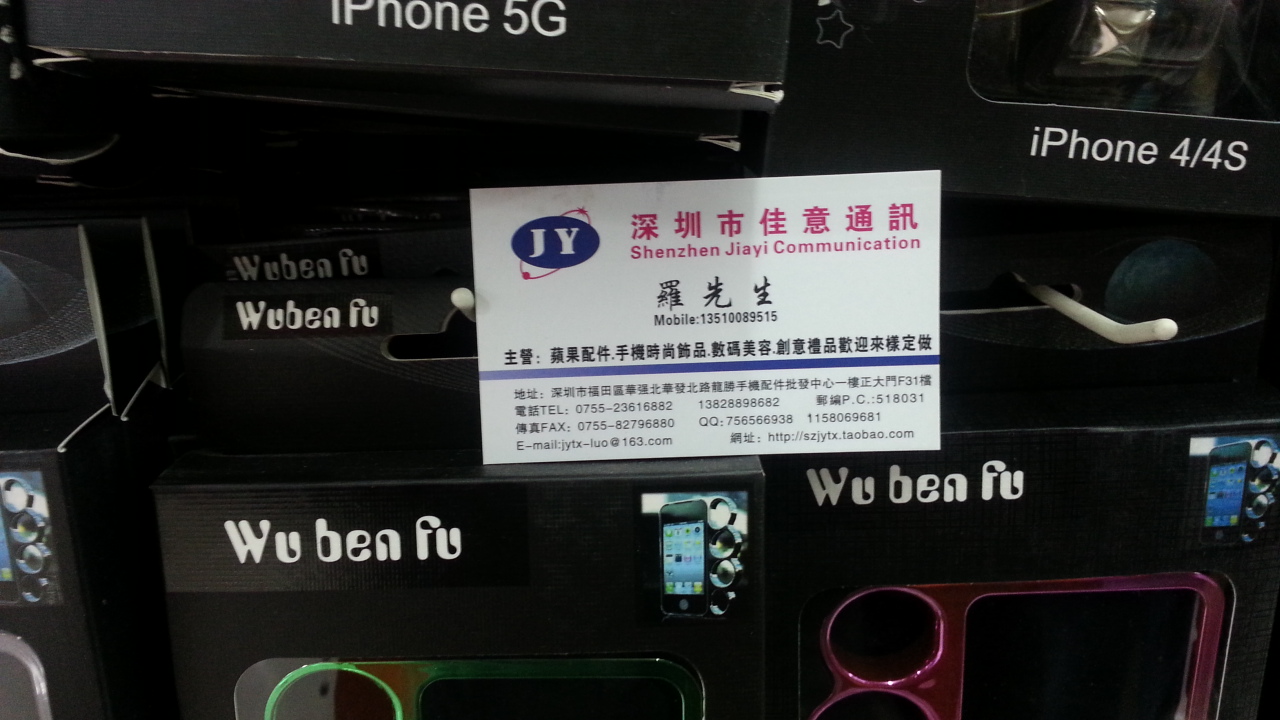 iPhone 5G
iPhone 4/4S
JY
深圳市佳意通訊
Shenzhen Jiayi Communication
羅先生
Mobile:13510089515
主營：蘋果配件.手機時尚飾品.數碼美容.創意禮品歡迎來樣定做
地址：深圳市福田區華强北華發北路龍勝手機配件批發中心一樓正大門F31檔
電話TEL：0755-23616882 13828898682 郵編P.C.:518031
傳真FAX：0755-82796880 QQ:756566938 1158069681
E-mail:jytx-luo@163.com 網址：http://szjytx.taobao.com
Wuben fu
Wuben fu
Wu ben fu
Wu ben fu